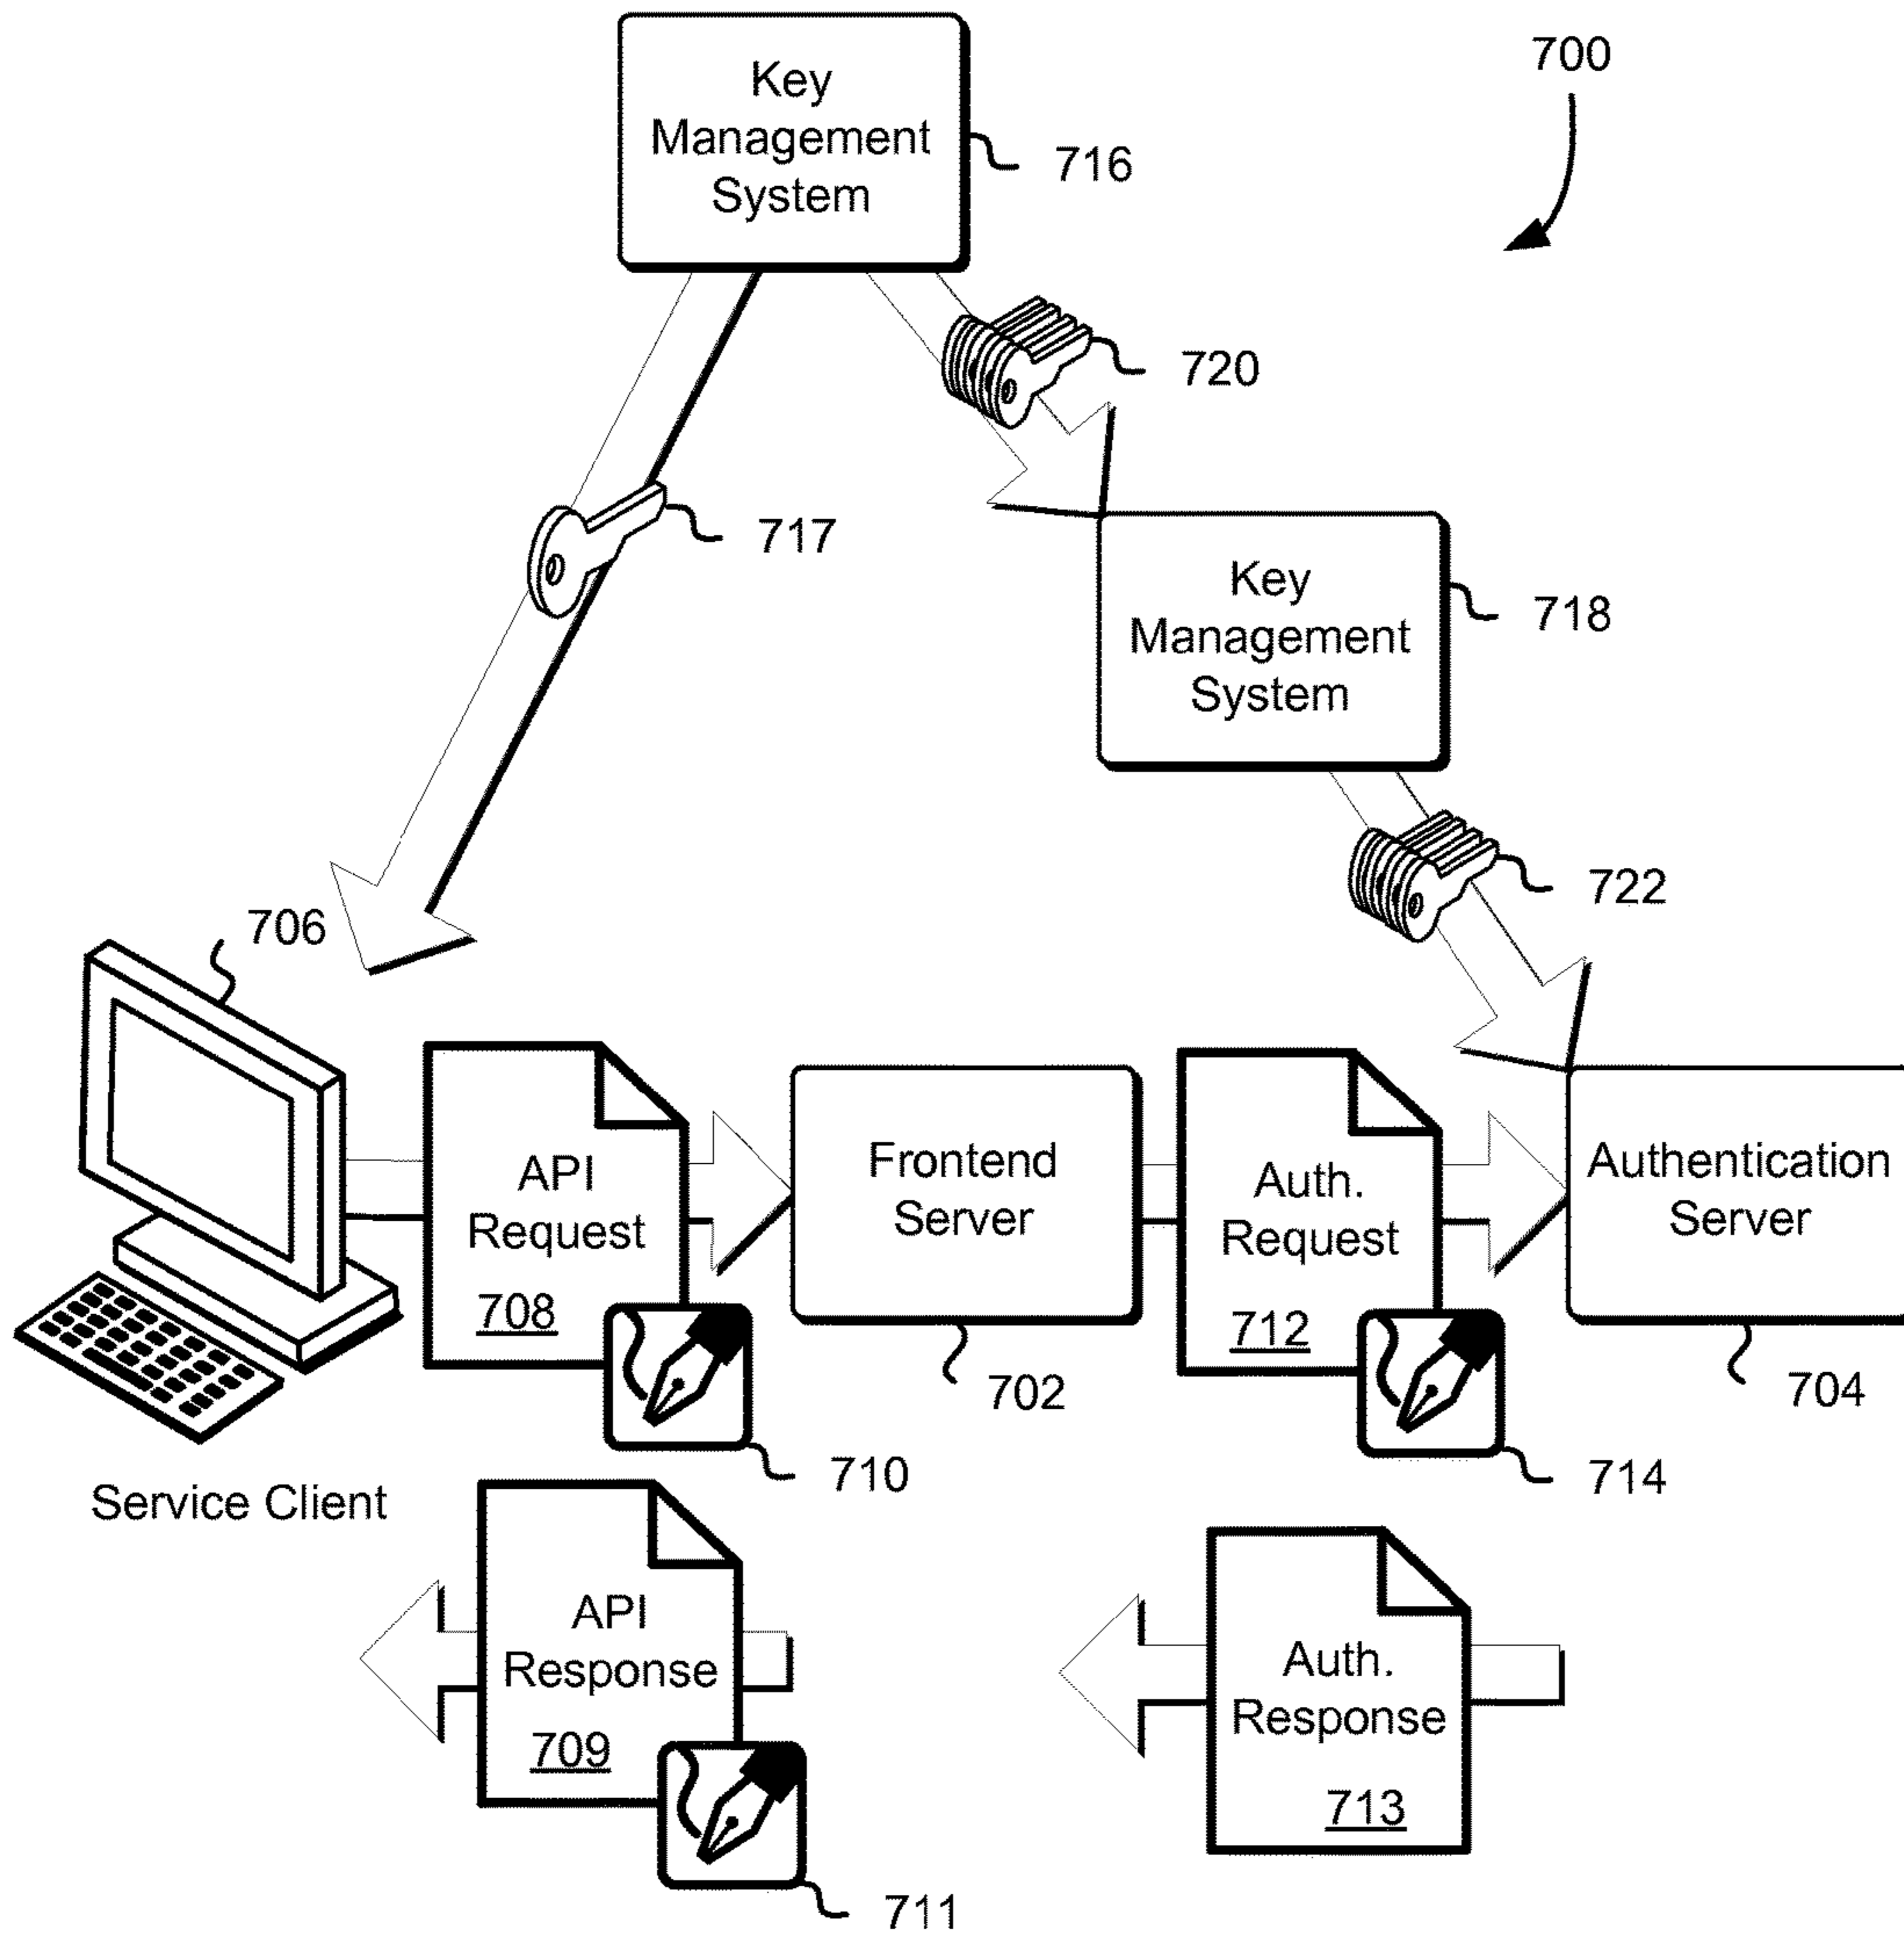 700
Key
Management
System
716
720
717
Key
Management
System
718
722
706
API
Request
708
Frontend
Server
Auth.
Request
712
Authentication
Server
702
704
710
714
Service Client
API
Response
709
Auth.
Response
713
711